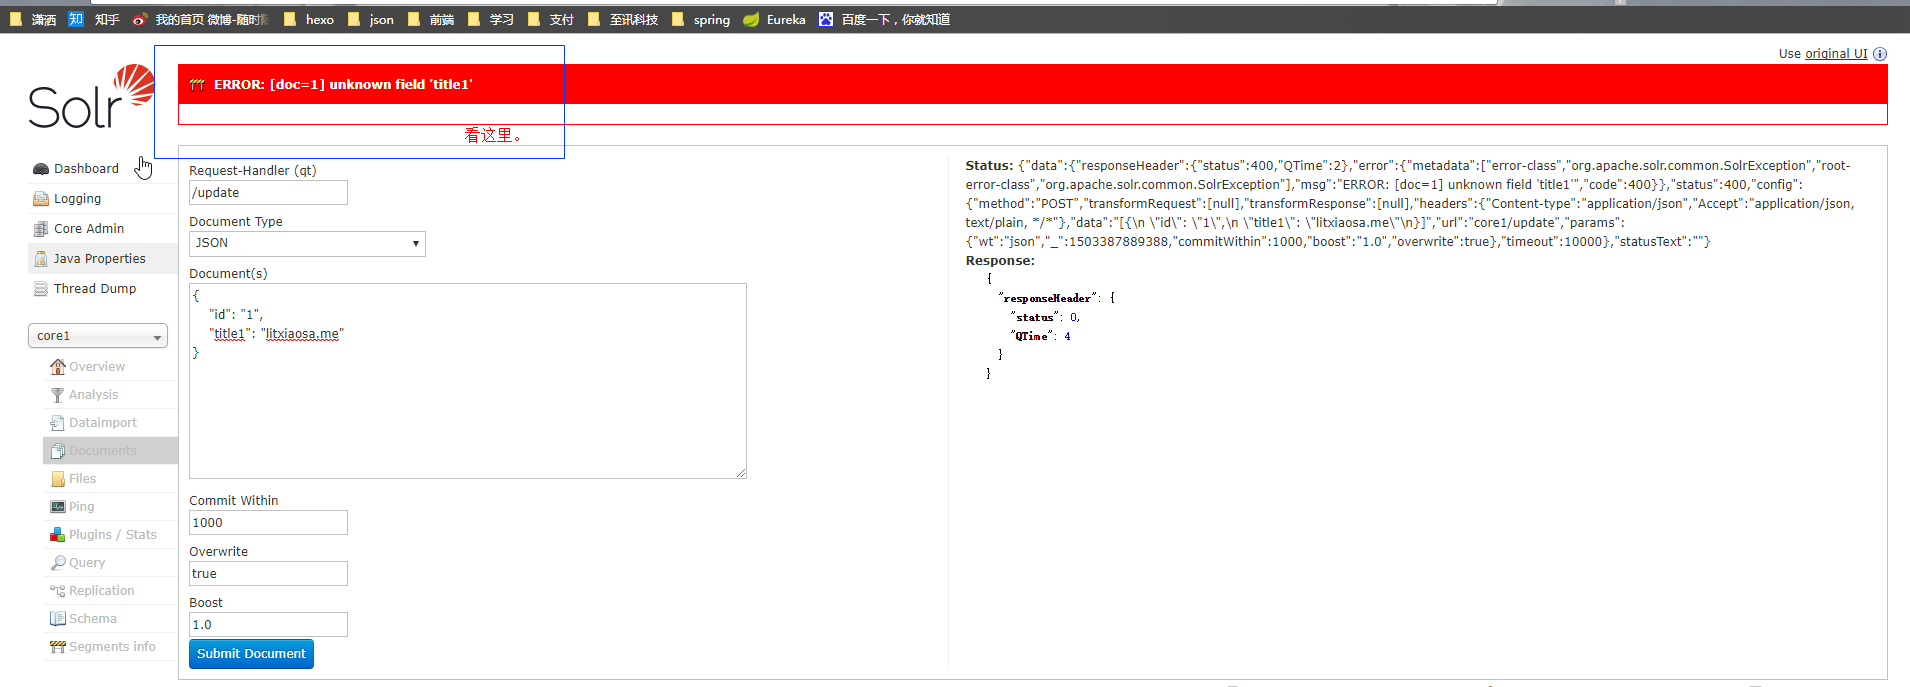 潇洒 知 知乎 我的首页 微博-随时随 hexo json 前端 学习 支付 至讯科技 spring Eureka 百度一下，你就知道
Use original UI
Solr
ERROR: [doc=1] unknown field 'title1'
看这里。
Dashboard
Logging
Core Admin
Java Properties
Thread Dump
core1
Overview
Analysis
Dataimport
Documents
Files
Ping
Plugins / Stats
Query
Replication
Schema
Segments info
Request-Handler (qt)
/update
Document Type
JSON
Document(s)
{
"id": "1",
"title1": "litxiaosa.me"
}
Commit Within
1000
Overwrite
true
Boost
1.0
Submit Document
Status: {"data":{"responseHeader":{"status":400,"QTime":2},"error":{"metadata":["error-class","org.apache.solr.common.SolrException","root-
error-class","org.apache.solr.common.SolrException"],"msg":"ERROR: [doc=1] unknown field 'title1'","code":400}},"status":400,"config":
{"method":"POST","transformRequest":[null],"transformResponse":[null],"headers":{"Content-type":"application/json","Accept":"application/json,
text/plain, */*"},"data":"[{\n \"id\": \"1\",\n \"title1\": \"litxiaosa.me\"\n}]","url":"core1/update","params":
{"wt":"json","_":1503387889388,"commitWithin":1000,"boost":"1.0","overwrite":true},"timeout":10000},"statusText":""}
Response:
{
"responseHeader": {
"status": 0,
"QTime": 4
}
}